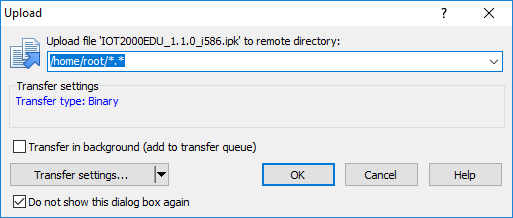 Upload
Upload file 'IOT2000EDU_1.1.0_i586.ipk' to remote directory:
/home/root/*.*
Transfer settings
Transfer type: Binary
Transfer in background (add to transfer queue)
Transfer settings...
OK
Cancel
Help
Do not show this dialog box again